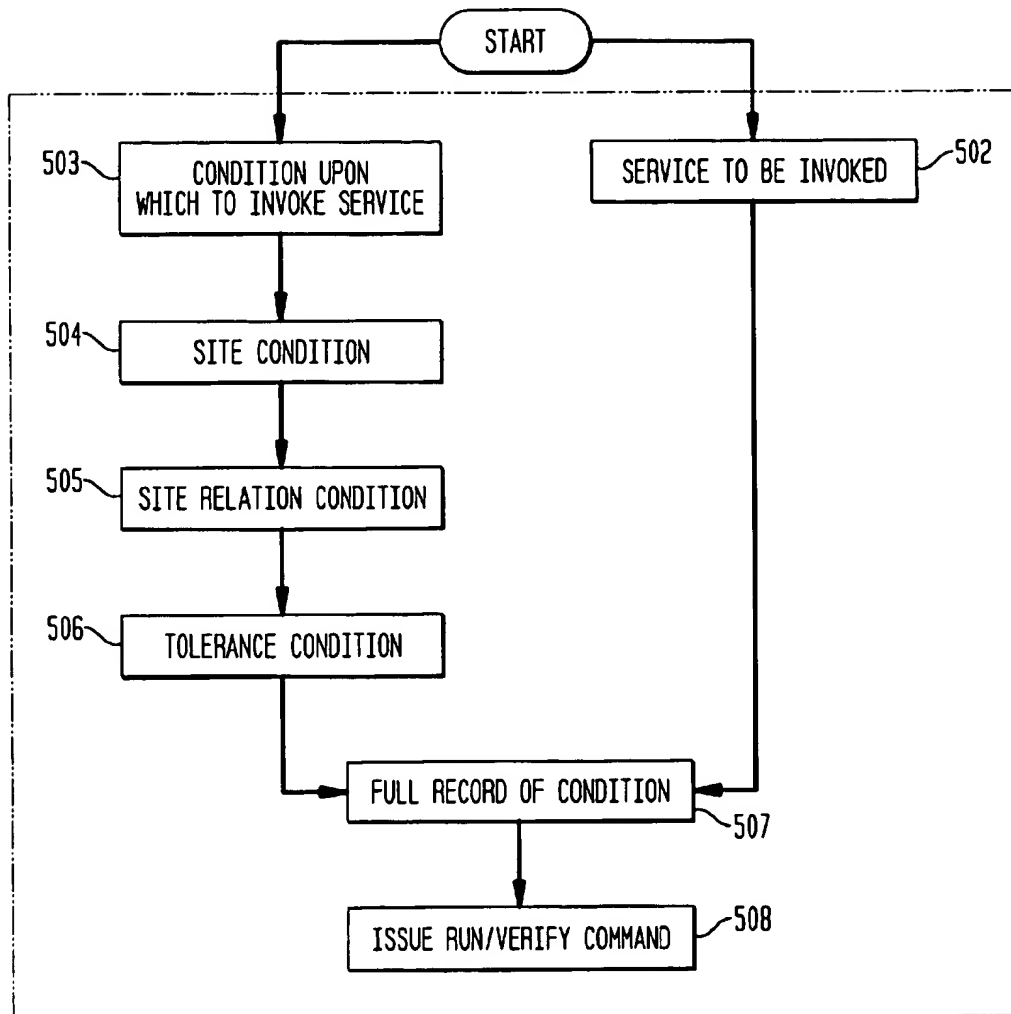 START
503
CONDITION UPON
WHICH TO INVOKE SERVICE
SERVICE TO BE INVOKED
502
504
SITE CONDITION
505
SITE RELATION CONDITION
506
TOLERANCE CONDITION
FULL RECORD OF CONDITION
507
ISSUE RUN/VERIFY COMMAND
508